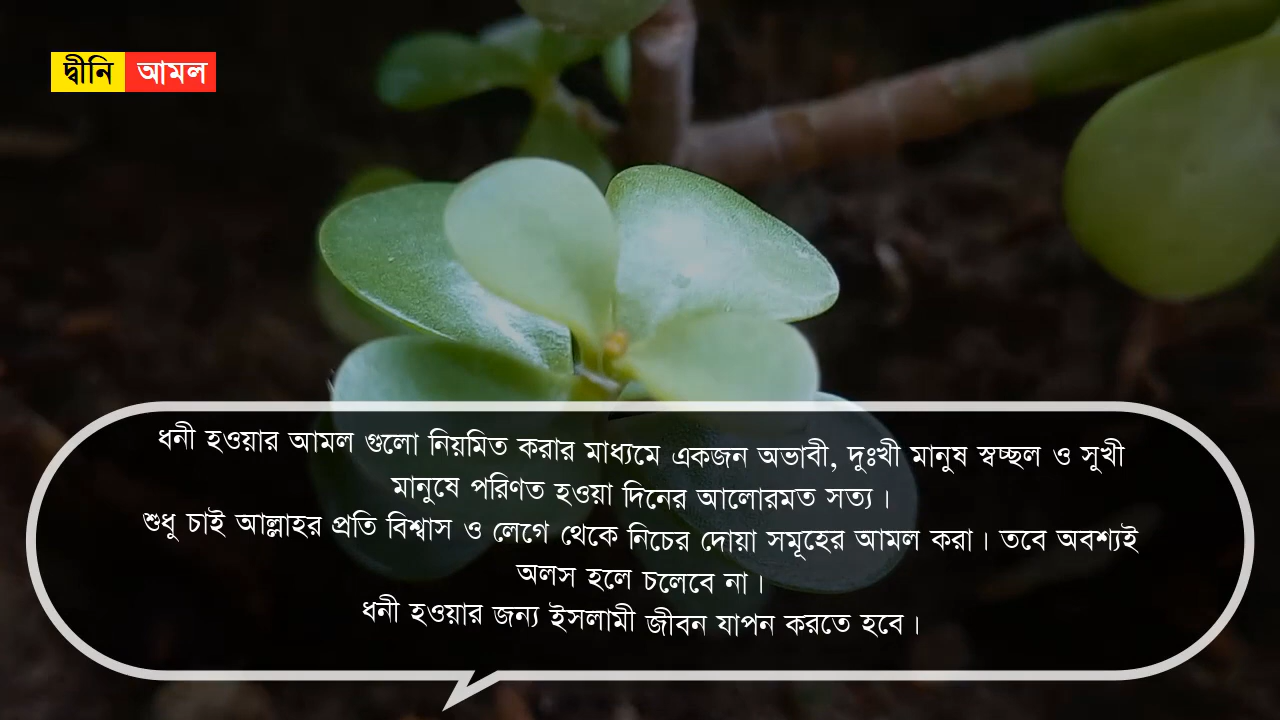 দ্বীনি আমল
ধনী হওয়ার আমল গুলো নিয়মিত করার মাধ্যমে একজন অভাবী, দুঃখী মানুষ স্বচ্ছল ও সুখী
মানুষে পরিণত হওয়া দিনের আলোরমত সত্য।
শুধু চাই আল্লাহর প্রতি বিশ্বাস ও লেগে থেকে নিচের দোয়া সমূহের আমল করা। তবে অবশ্যই
অলস হলে চলেবে না।
ধনী হওয়ার জন্য ইসলামী জীবন যাপন করতে হবে।